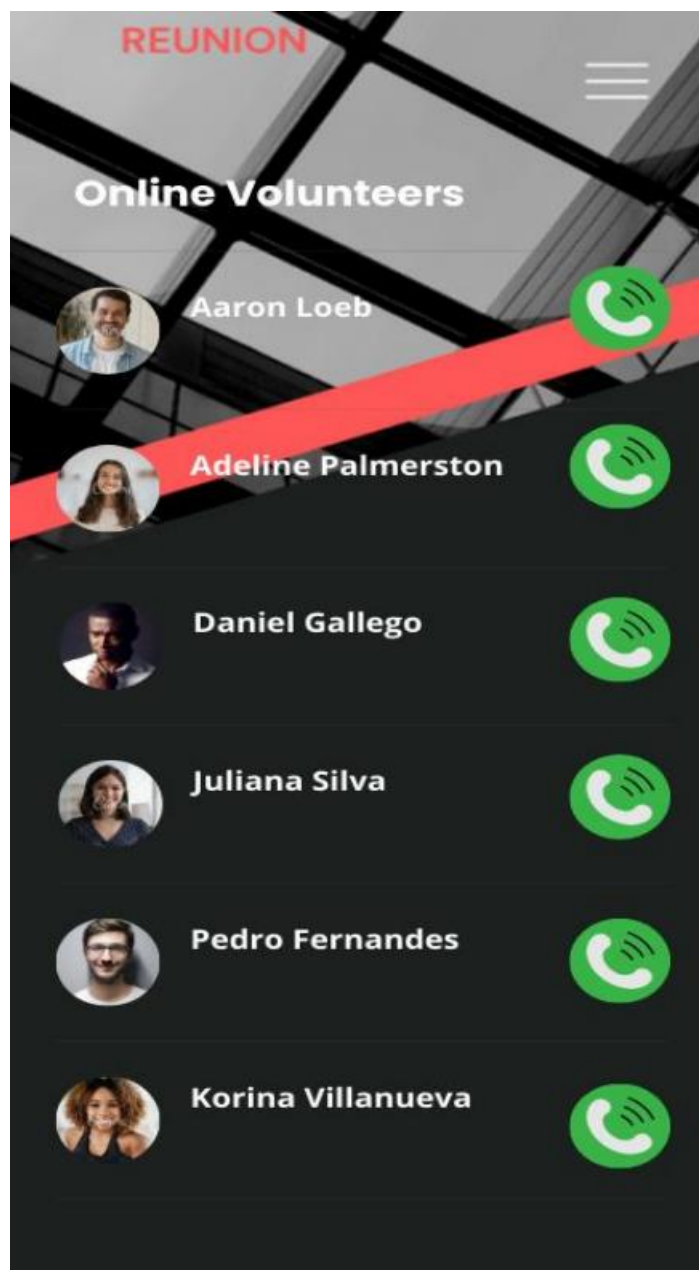 REUNION
Online Volunteers
Aaron Loeb
Adeline Palmerston
Daniel Gallego
Juliana Silva
Pedro Fernandes
Korina Villanueva